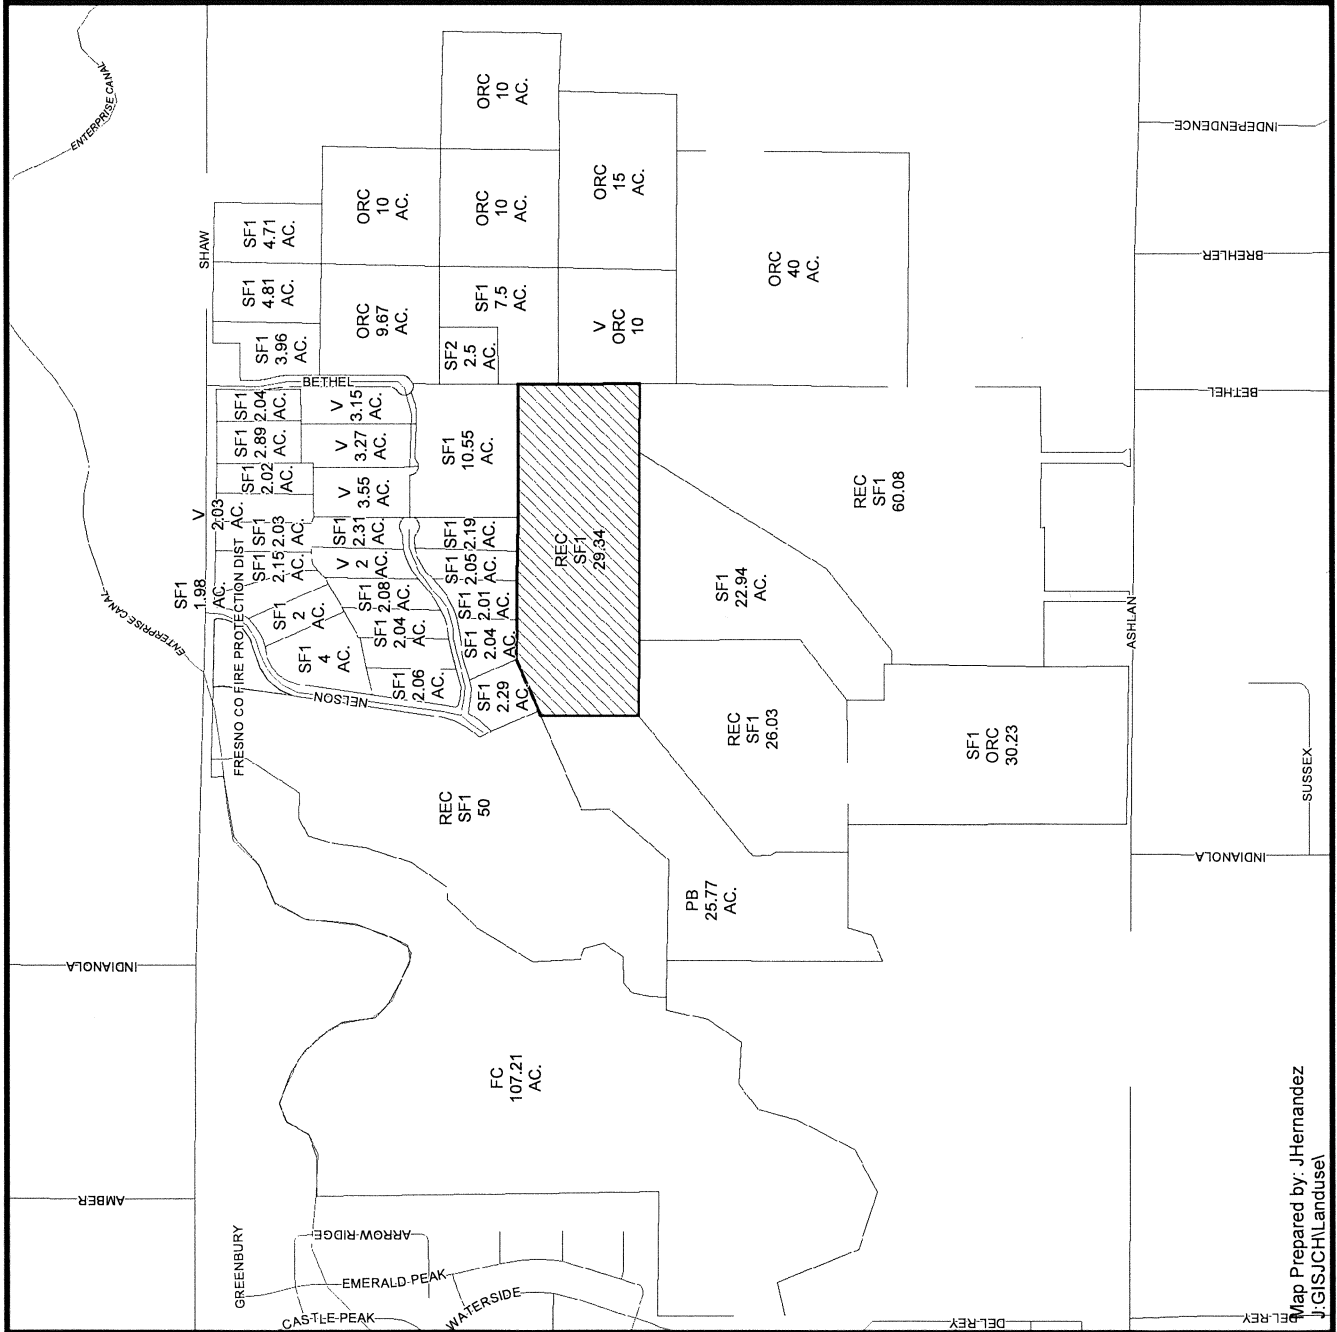 ENTERPRISE CANAL
SHAW
SF1
4.71
AC.
SF1
4.81
AC.
SF1
3.96
AC.
ORC
10
AC.
ORC
9.67
AC.
ORC
10
AC.
ORC
10
AC.
SF1
7.5
AC.
SF2
2.5
AC.
ORC
15
AC.
V
ORC
10
ORC
40
AC.
INDEPENDENCE
BREHLER
BETHEL
BETHEL
SF1
2.04
AC.
SF1
2.89
AC.
SF1
2.02
AC.
V
2.03
AC.
SF1
2.03
AC.
SF1
2.15
AC.
SF1
1.98
AC.
SF1
2
AC.
SF1
4
AC.
V
3.15
AC.
V
3.27
AC.
V
3.55
AC.
SF1
2.31
AC.
V
2
AC.
SF1
2.08
AC.
SF1
2.04
AC.
SF1
2.06
AC.
SF1
10.55
AC.
SF1
2.19
AC.
SF1
2.05
AC.
SF1
2.01
AC.
SF1
2.04
AC.
SF1
2.29
AC.
REC
SF1
29.34
REC
SF1
60.08
SF1
22.94
AC.
REC
SF1
26.03
SF1
ORC
30.23
ASHLAN
SUSSEX
INDIANOLA
ENTERPRISE CANAL
FRESNO CO FIRE PROTECTION DIST
NELSON
REC
SF1
50
PB
25.77
AC.
FC
107.21
AC.
INDIANOLA
AMBER
GREENBURY
ARROW RIDGE
EMERALD PEAK
CASTLE PEAK
WATERSIDE
DEL REY
DEL REY
Map Prepared by: JHernandez
J:GISJCH\Landuse\